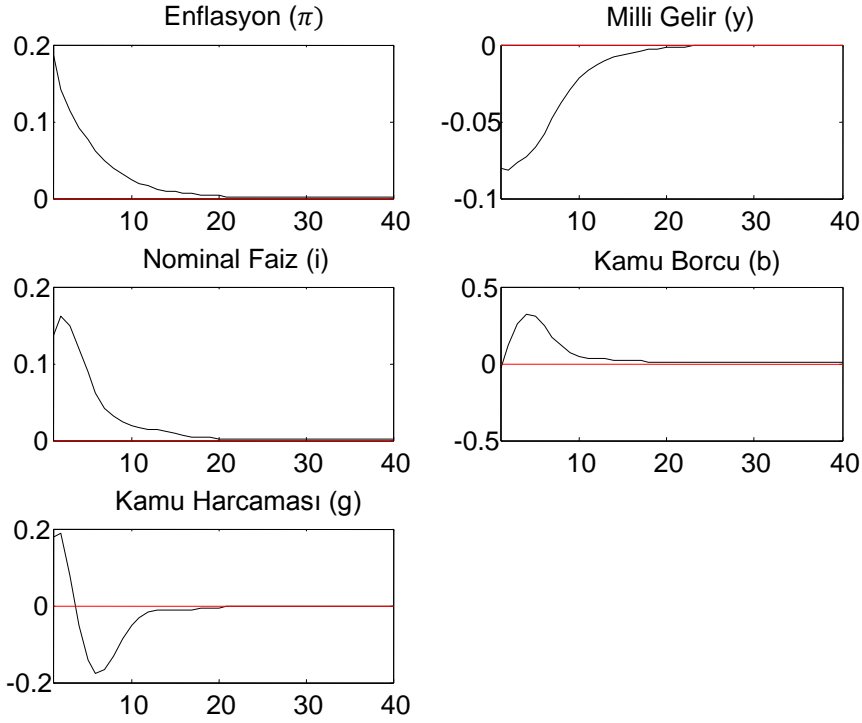 Enflasyon (π)
0.2
0.1
0
10 20 30 40
Milli Gelir (y)
0
-0.05
-0.1
10 20 30 40
Nominal Faiz (i)
0.2
0.1
0
10 20 30 40
Kamu Borcu (b)
0.5
0
-0.5
10 20 30 40
Kamu Harcaması (g)
0.2
0
-0.2
10 20 30 40